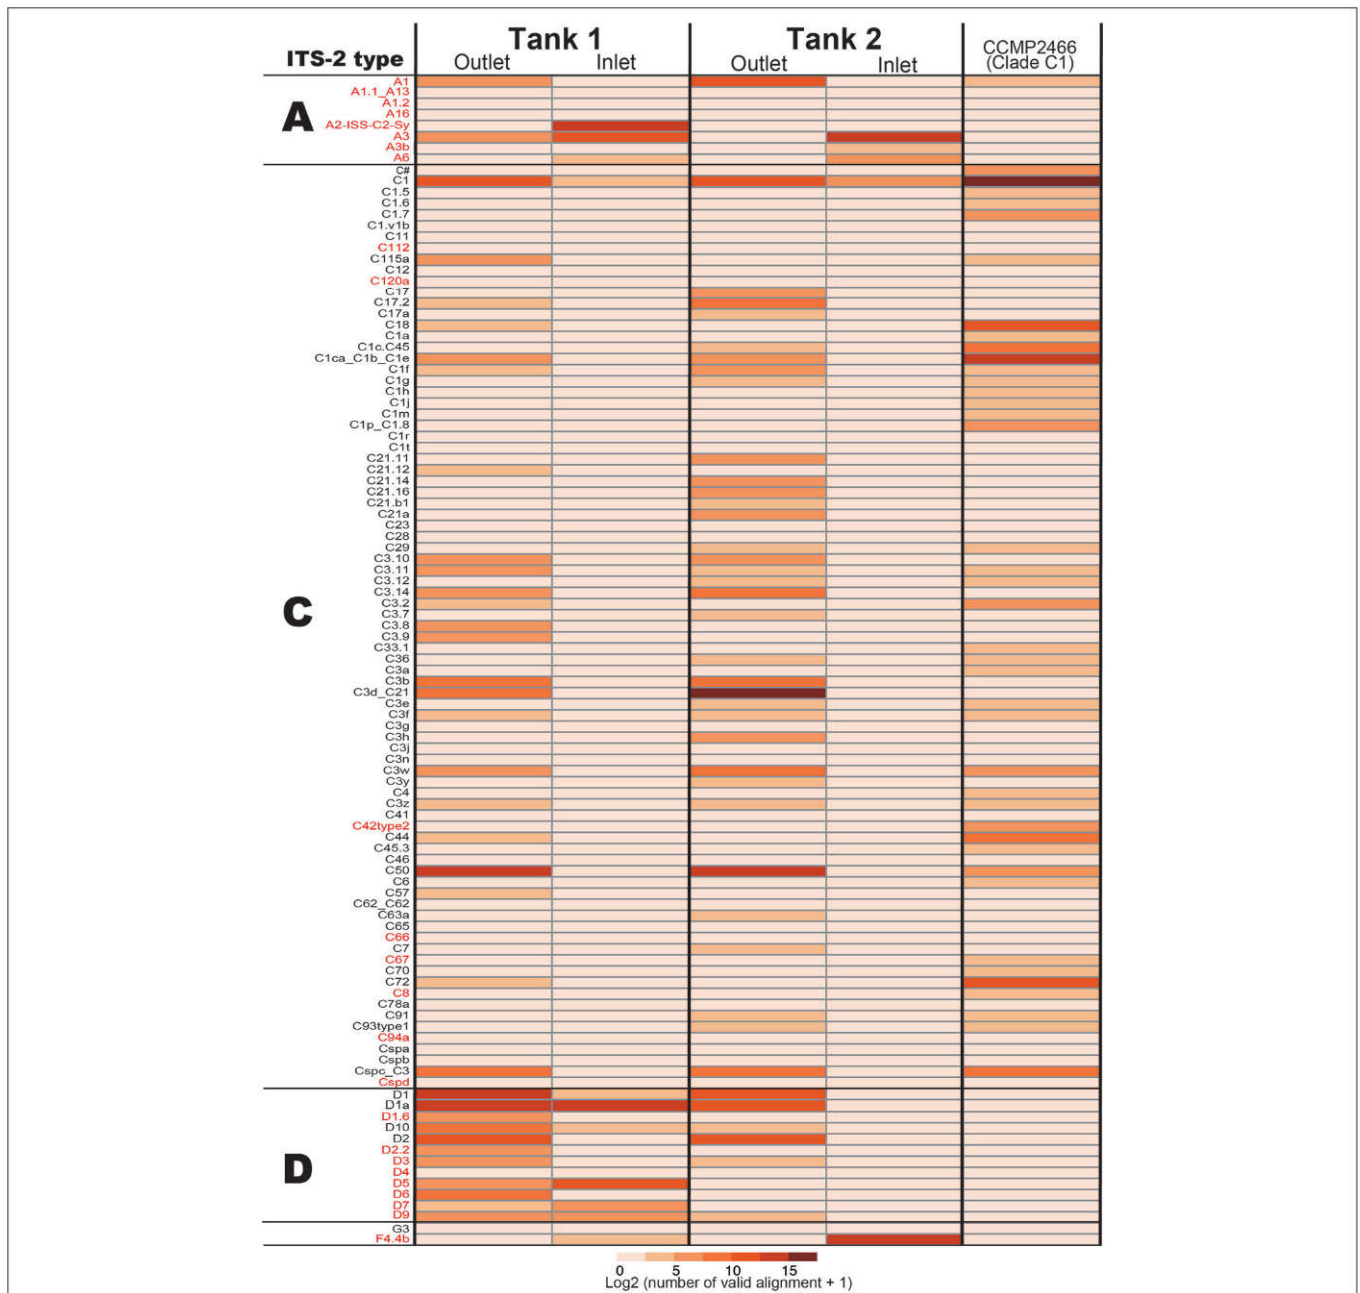 Tank 1
Tank 2
CCMP2466
(Clade C1)
ITS-2 type
Outlet
Inlet
Outlet
Inlet
A
A1
A1.1_A13
A1.2
A16
A2-ISS-C2-Sy
A3
A3b
A6
C
C#
C1
C1.5
C1.6
C1.7
C1.v1b
C11
C112
C115a
C12
C120a
C17
C17.2
C17a
C18
C1a
C1c.C45
C1ca_C1b_C1e
C1f
C1g
C1h
C1j
C1m
C1p_C1.8
C1r
C1t
C21.11
C21.12
C21.14
C21.16
C21.b1
C21a
C23
C28
C29
C3.10
C3.11
C3.12
C3.14
C3.2
C3.7
C3.8
C3.9
C33.1
C36
C3a
C3b
C3d_C21
C3e
C3f
C3g
C3h
C3j
C3n
C3w
C3y
C4
C3z
C41
C42type2
C44
C45.3
C46
C50
C6
C57
C62_C62
C63a
C65
C66
C7
C67
C70
C72
C8
C78a
C91
C93type1
C94a
Cspa
Cspb
Cspc_C3
Cspd
D
D1
D1a
D1.6
D10
D2
D2.2
D3
D4
D5
D6
D7
D9
G3
F4.4b
0 5 10 15
Log2 (number of valid alignment + 1)